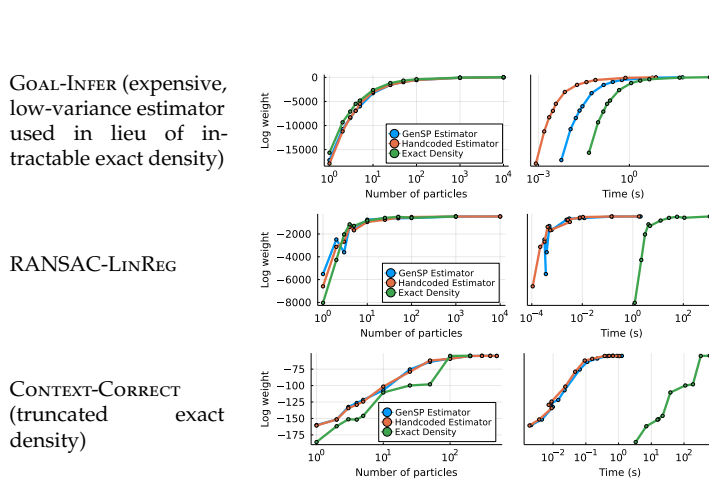 GOAL-INFER (expensive,
low-variance estimator
used in lieu of in-
tractable exact density)
Log weight
0
−5000
−10000
−15000
GenSP Estimator
Handcoded Estimator
Exact Density
10^0 10^1 10^2 10^3 10^4
Number of particles
10^-3 10^0
Time (s)
RANSAC-LINREG
Log weight
−2000
−4000
−6000
−8000
GenSP Estimator
Handcoded Estimator
Exact Density
10^0 10^1 10^2 10^3 10^4
Number of particles
10^-4 10^-2 10^0 10^2
Time (s)
CONTEXT-CORRECT
(truncated exact
density)
Log weight
−75
−100
−125
−150
−175
GenSP Estimator
Handcoded Estimator
Exact Density
10^0 10^1 10^2
Number of particles
10^-2 10^-1 10^0 10^1 10^2
Time (s)